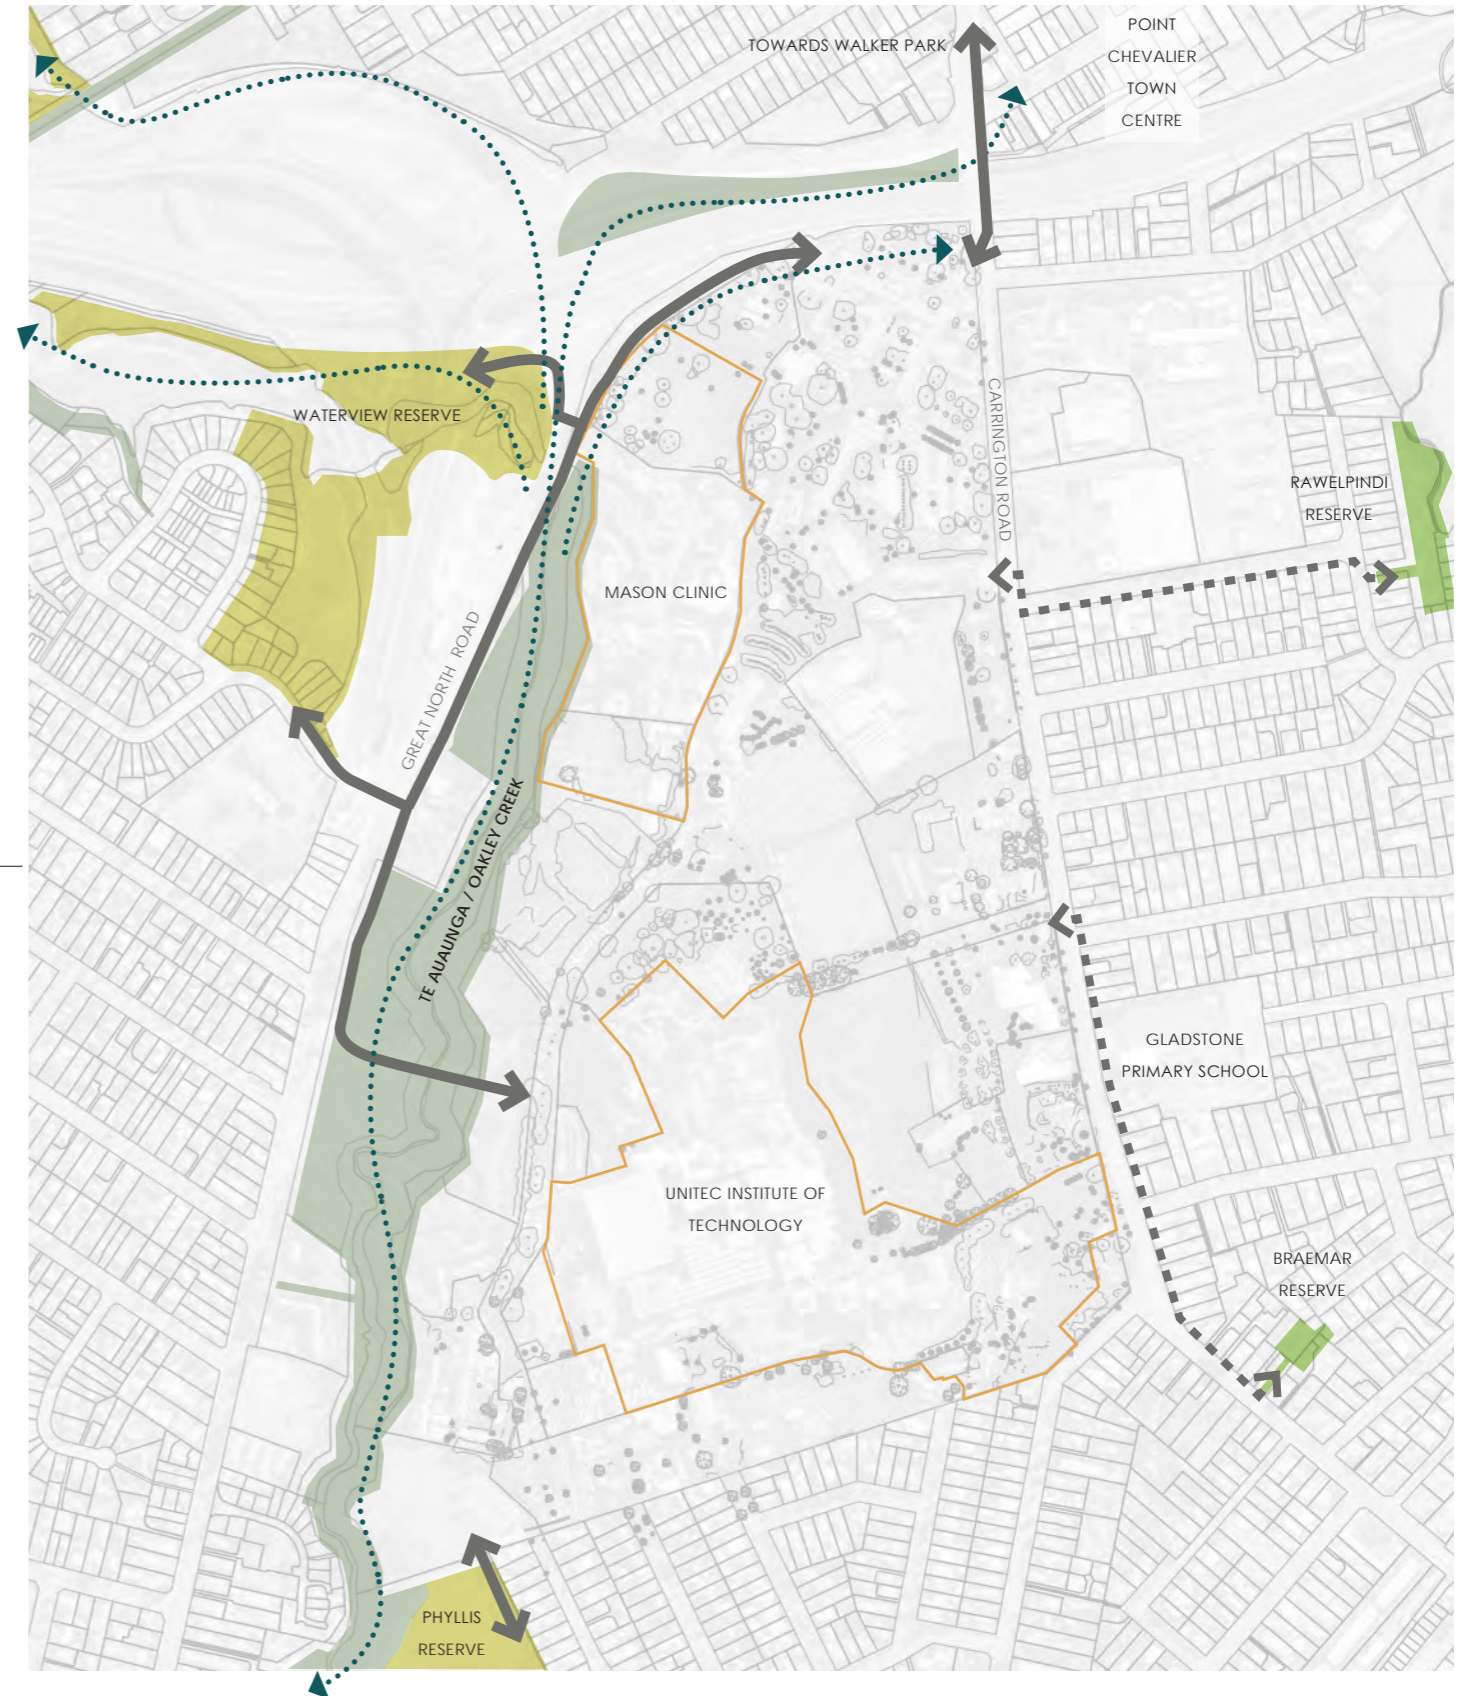 TOWARDS WALKER PARK
POINT
CHEVALIER
TOWN
CENTRE
WATERVIEW RESERVE
CARRINGTON ROAD
RAWELPINDI
RESERVE
MASON CLINIC
GREAT NORTH ROAD
TE AUAUNGA / OAKLEY CREEK
GLADSTONE
PRIMARY SCHOOL
UNITEC INSTITUTE OF
TECHNOLOGY
BRAEMAR
RESERVE
PHYLLIS
RESERVE